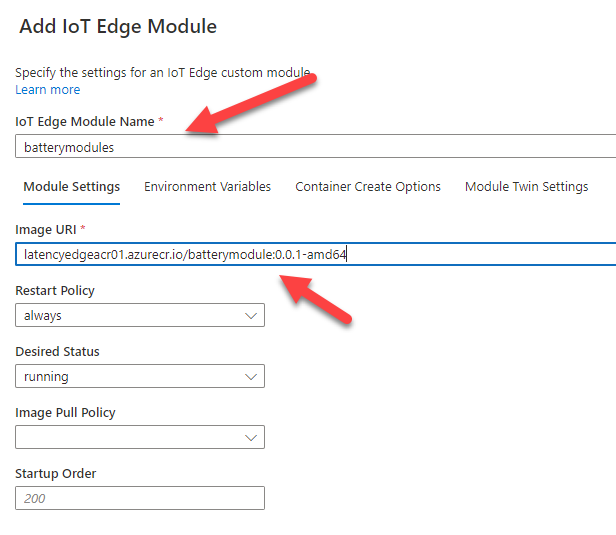 Add IoT Edge Module
Specify the settings for an IoT Edge custom module.
Learn more
IoT Edge Module Name *
batterymodules
Module Settings Environment Variables Container Create Options Module Twin Settings
Image URI *
latencyedgeacr01.azurecr.io/batterymodule:0.0.1-amd64
Restart Policy
always
Desired Status
running
Image Pull Policy
Startup Order
200